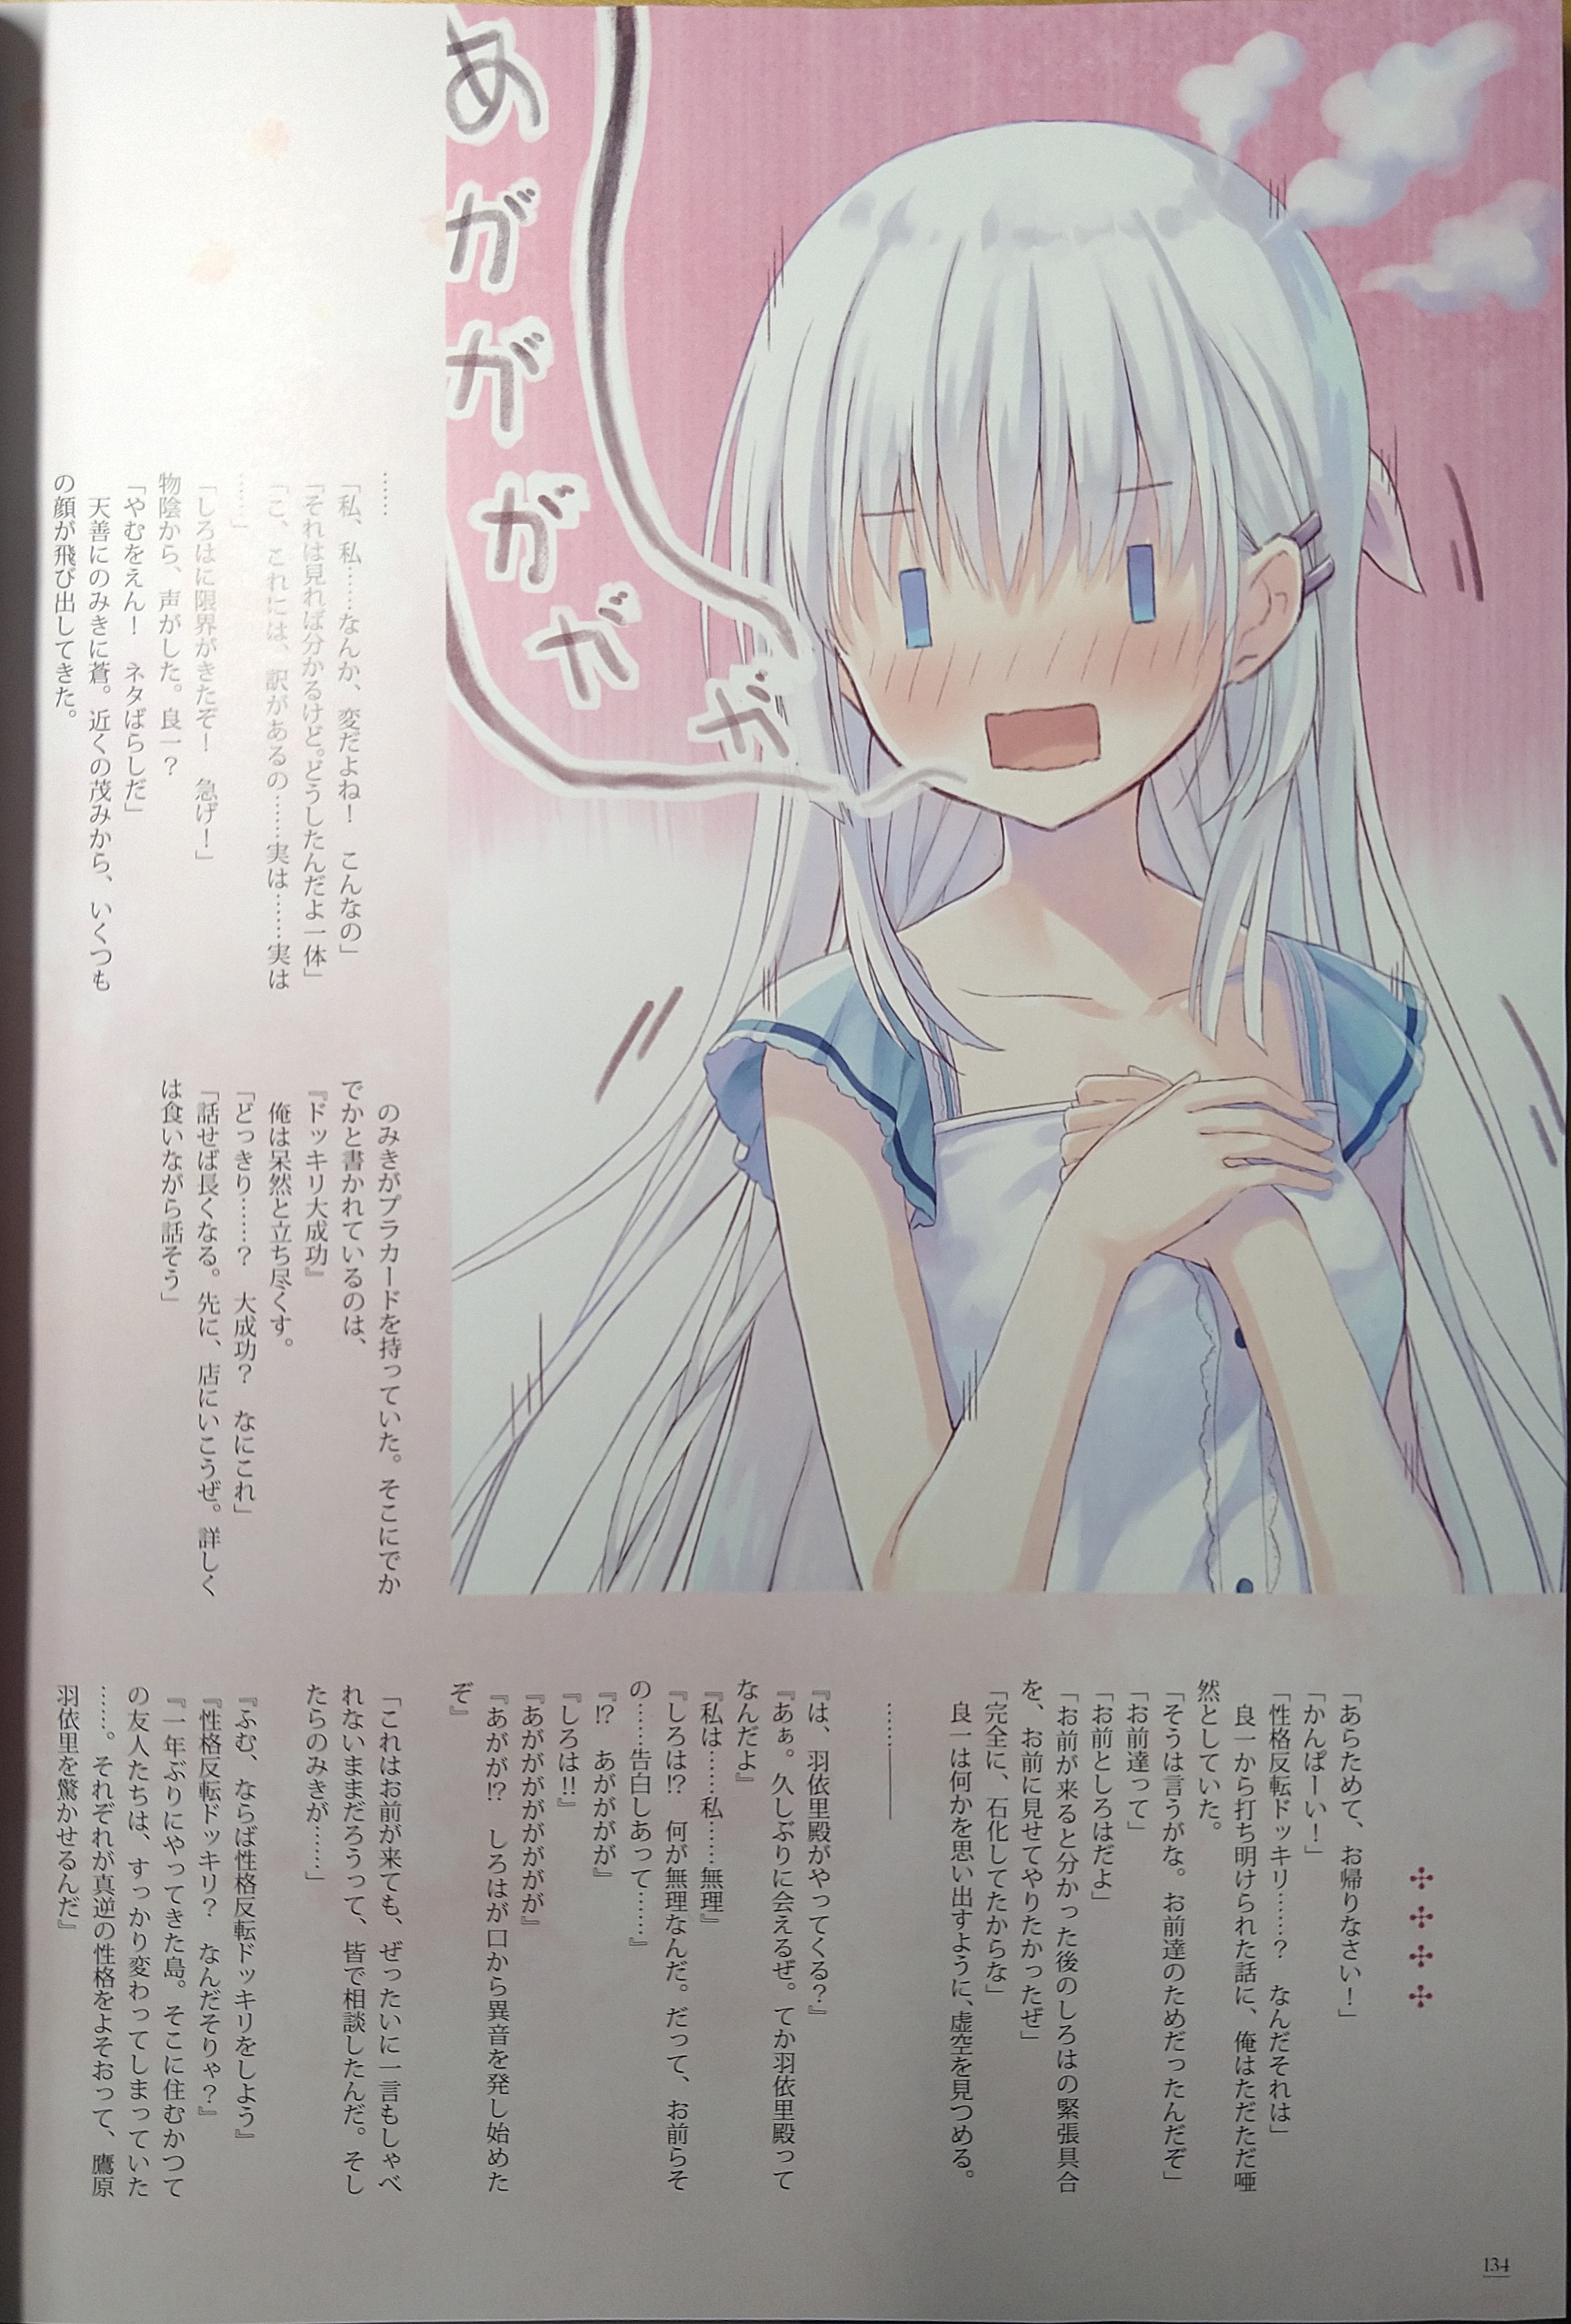 あがががががが
……
「私、私……なんか、変だよね！　こんなの」
「それは見れば分かるけど。どうしたんだよ一体」
「こ、これには、訳があるの……実は……実は
……」
「しろはに限界がきたぞ！　急げ！」
物陰から、声がした。良一？
「やむをえん！　ネタばらしだ」
天善にのみきに蒼。近くの茂みから、いくつも
の顔が飛び出してきた。
のみきがプラカードを持っていた。そこにでか
でかと書かれているのは、
『ドッキリ大成功』
俺は呆然と立ち尽くす。
「どっきり……？　大成功？　なにこれ」
「話せば長くなる。先に、店にいこうぜ。詳しく
は食いながら話そう」
「あらためて、お帰りなさい！」
「かんぱーい！」
「性格反転ドッキリ……？　なんだそれは」
良一から打ち明けられた話に、俺はただただ唖
然としていた。
「そうは言うがな。お前達のためだったんだぞ」
「お前達って」
「お前としろはだよ」
「お前が来ると分かった後のしろはの緊張具合
を、お前に見せてやりたかったぜ」
「完全に、石化してたからな」
良一は何かを思い出すように、虚空を見つめる。
……――――
『は、羽依里殿がやってくる？』
『あぁ。久しぶりに会えるぜ。てか羽依里殿って
なんだよ』
『私は……私……無理』
『しろは!?　何が無理なんだ。だって、お前らそ
の……告白しあって……』
『!?　あがががが』
『しろは!!』
『あががががががが』
『あがが!?　しろはが口から異音を発し始めた
ぞ』
「これはお前が来ても、ぜったいに一言もしゃべ
れないままだろうって、皆で相談したんだ。そし
たらのみきが……」
『ふむ、ならば性格反転ドッキリをしよう』
『性格反転ドッキリ？　なんだそりゃ？』
『一年ぶりにやってきた島。そこに住むかつて
の友人たちは、すっかり変わってしまっていた
……。それぞれが真逆の性格をよそおって、鷹原
羽依里を驚かせるんだ』
134